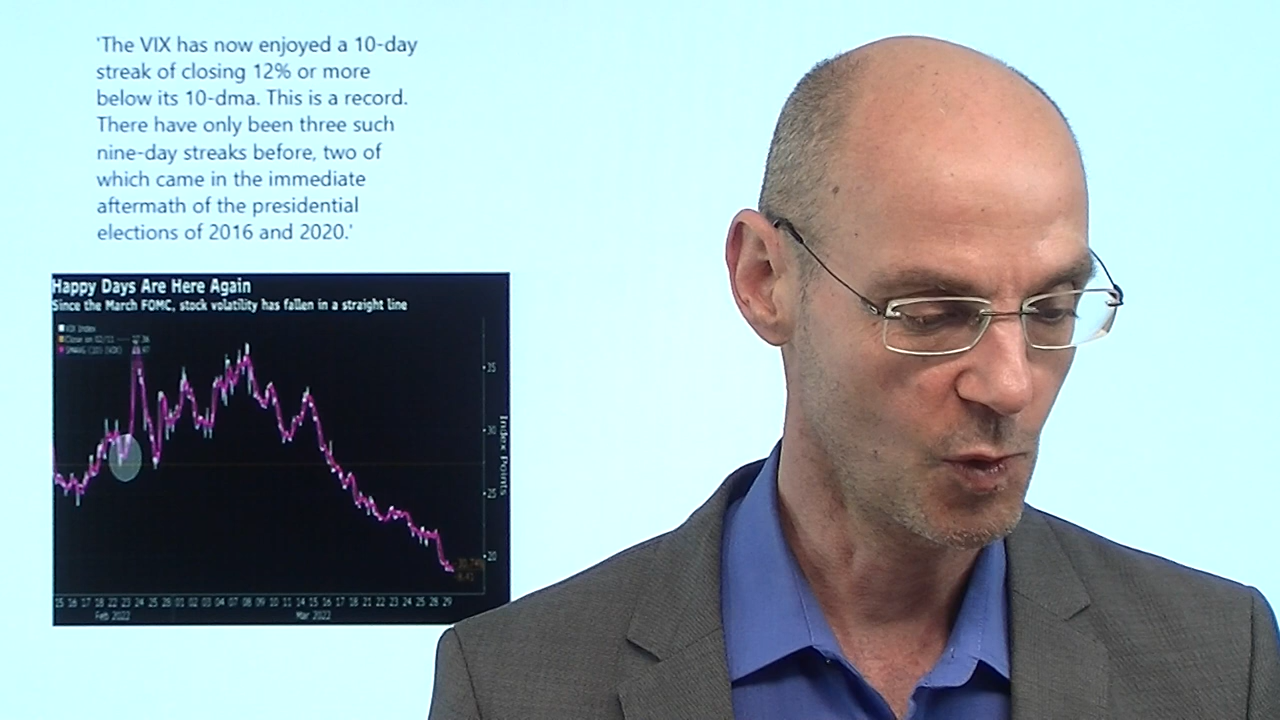 'The VIX has now enjoyed a 10-day
streak of closing 12% or more
below its 10-dma. This is a record.
There have only been three such
nine-day streaks before, two of
which came in the immediate
aftermath of the presidential
elections of 2016 and 2020.'
Happy Days Are Here Again
Since the March FOMC, stock volatility has fallen in a straight line
VIX Index
35
30
Index Points
25
20
15 16 17 18 22 23 24 25 28 01 02 03 04 07 08 09 10 11 14 15 16 17 18 21 22 23 24 25 28 29
Feb 2022
Mar 2022